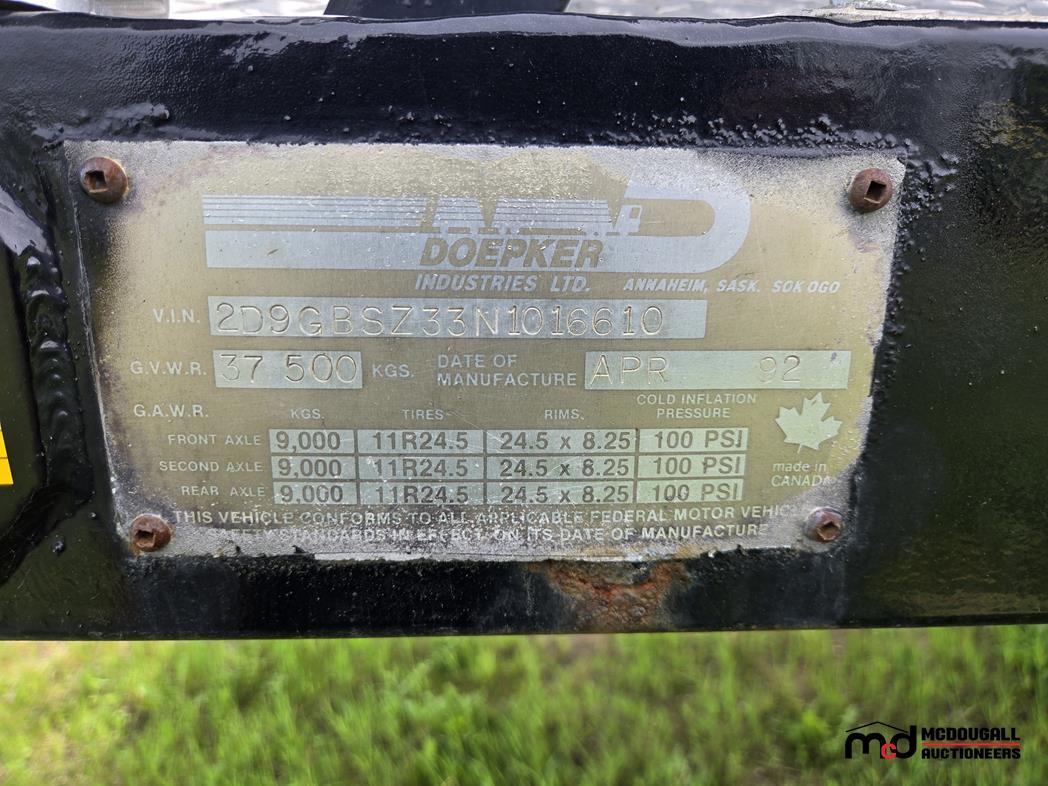 DOEPKER
INDUSTRIES LTD. ANNAHEIM, SASK. S0K 0G0
V.I.N. 2D9GBSZ33N1016610
G.V.W.R. 37 500 KGS. DATE OF MANUFACTURE APR 92
G.A.W.R. KGS. TIRES RIMS. COLD INFLATION PRESSURE
FRONT AXLE 9,000 11R24.5 24.5 x 8.25 100 PSI
SECOND AXLE 9,000 11R24.5 24.5 x 8.25 100 PSI
REAR AXLE 9.000 11R24.5 24.5 x 8.25 100 PSI
made in
CANADA
THIS VEHICLE CONFORMS TO ALL APPLICABLE FEDERAL MOTOR VEHICLE
SAFETY STANDARDS IN EFFECT ON ITS DATE OF MANUFACTURE
mcd MCDOUGALL
AUCTIONEERS